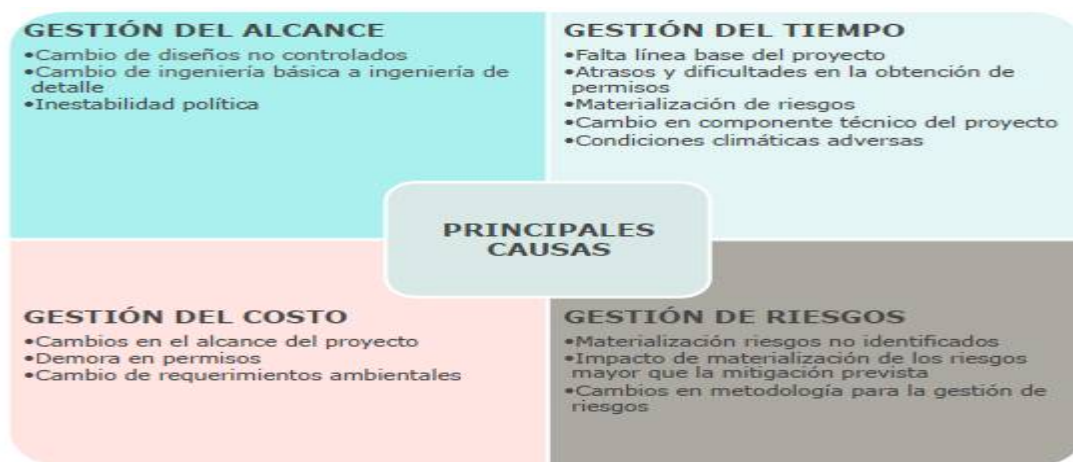 GESTIÓN DEL ALCANCE
•Cambio de diseños no controlados
•Cambio de ingeniería básica a ingeniería de
detalle
•Inestabilidad política
GESTIÓN DEL TIEMPO
•Falta línea base del proyecto
•Atrasos y dificultades en la obtención de
permisos
•Materialización de riesgos
•Cambio en componente técnico del proyecto
•Condiciones climáticas adversas
PRINCIPALES
CAUSAS
GESTIÓN DEL COSTO
•Cambios en el alcance del proyecto
•Demora en permisos
•Cambio de requerimientos ambientales
GESTIÓN DE RIESGOS
•Materialización riesgos no identificados
•Impacto de materialización de los riesgos
mayor que la mitigación prevista
•Cambios en metodología para la gestión de
riesgos